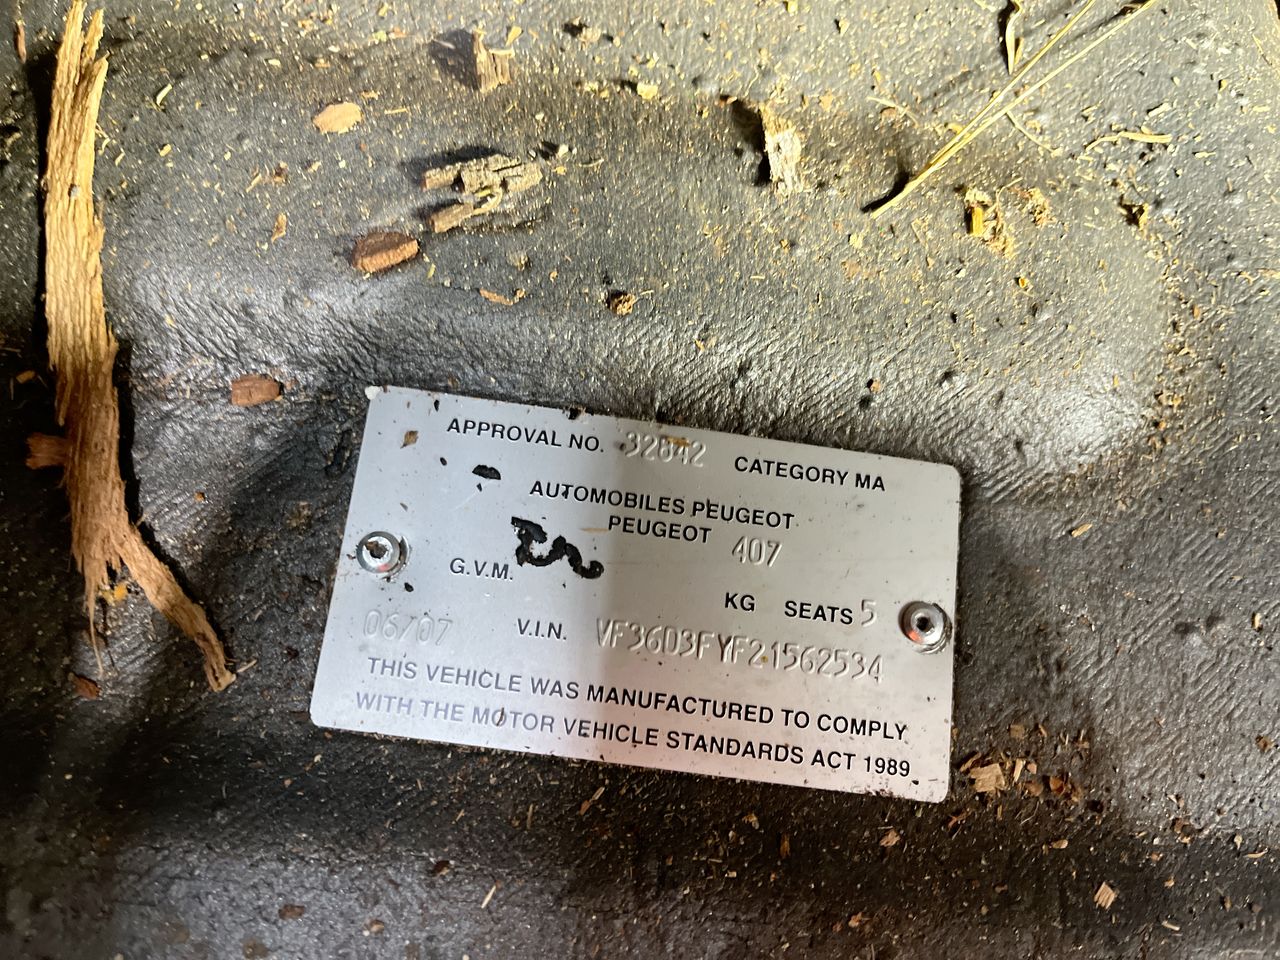 APPROVAL NO. 32842 CATEGORY MA
AUTOMOBILES PEUGEOT
PEUGEOT 407
G.V.M.
KG SEATS 5
06/07 V.I.N. VF36D3FYF21562534
THIS VEHICLE WAS MANUFACTURED TO COMPLY
WITH THE MOTOR VEHICLE STANDARDS ACT 1989